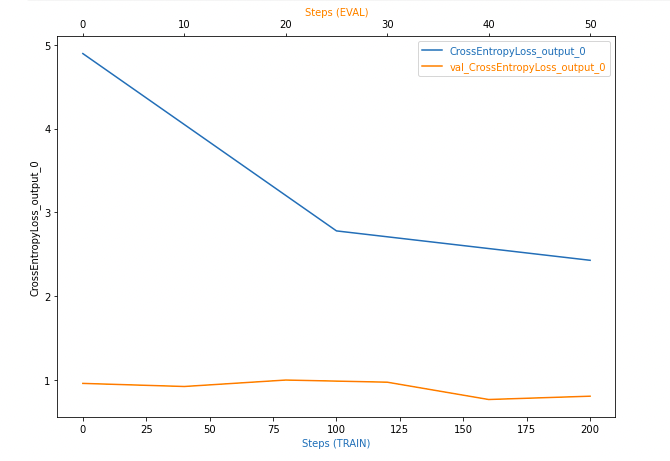 Steps (EVAL)
0 10 20 30 40 50
CrossEntropyLoss_output_0
val_CrossEntropyLoss_output_0
CrossEntropyLoss_output_0
5
4
3
2
1
0 25 50 75 100 125 150 175 200
Steps (TRAIN)